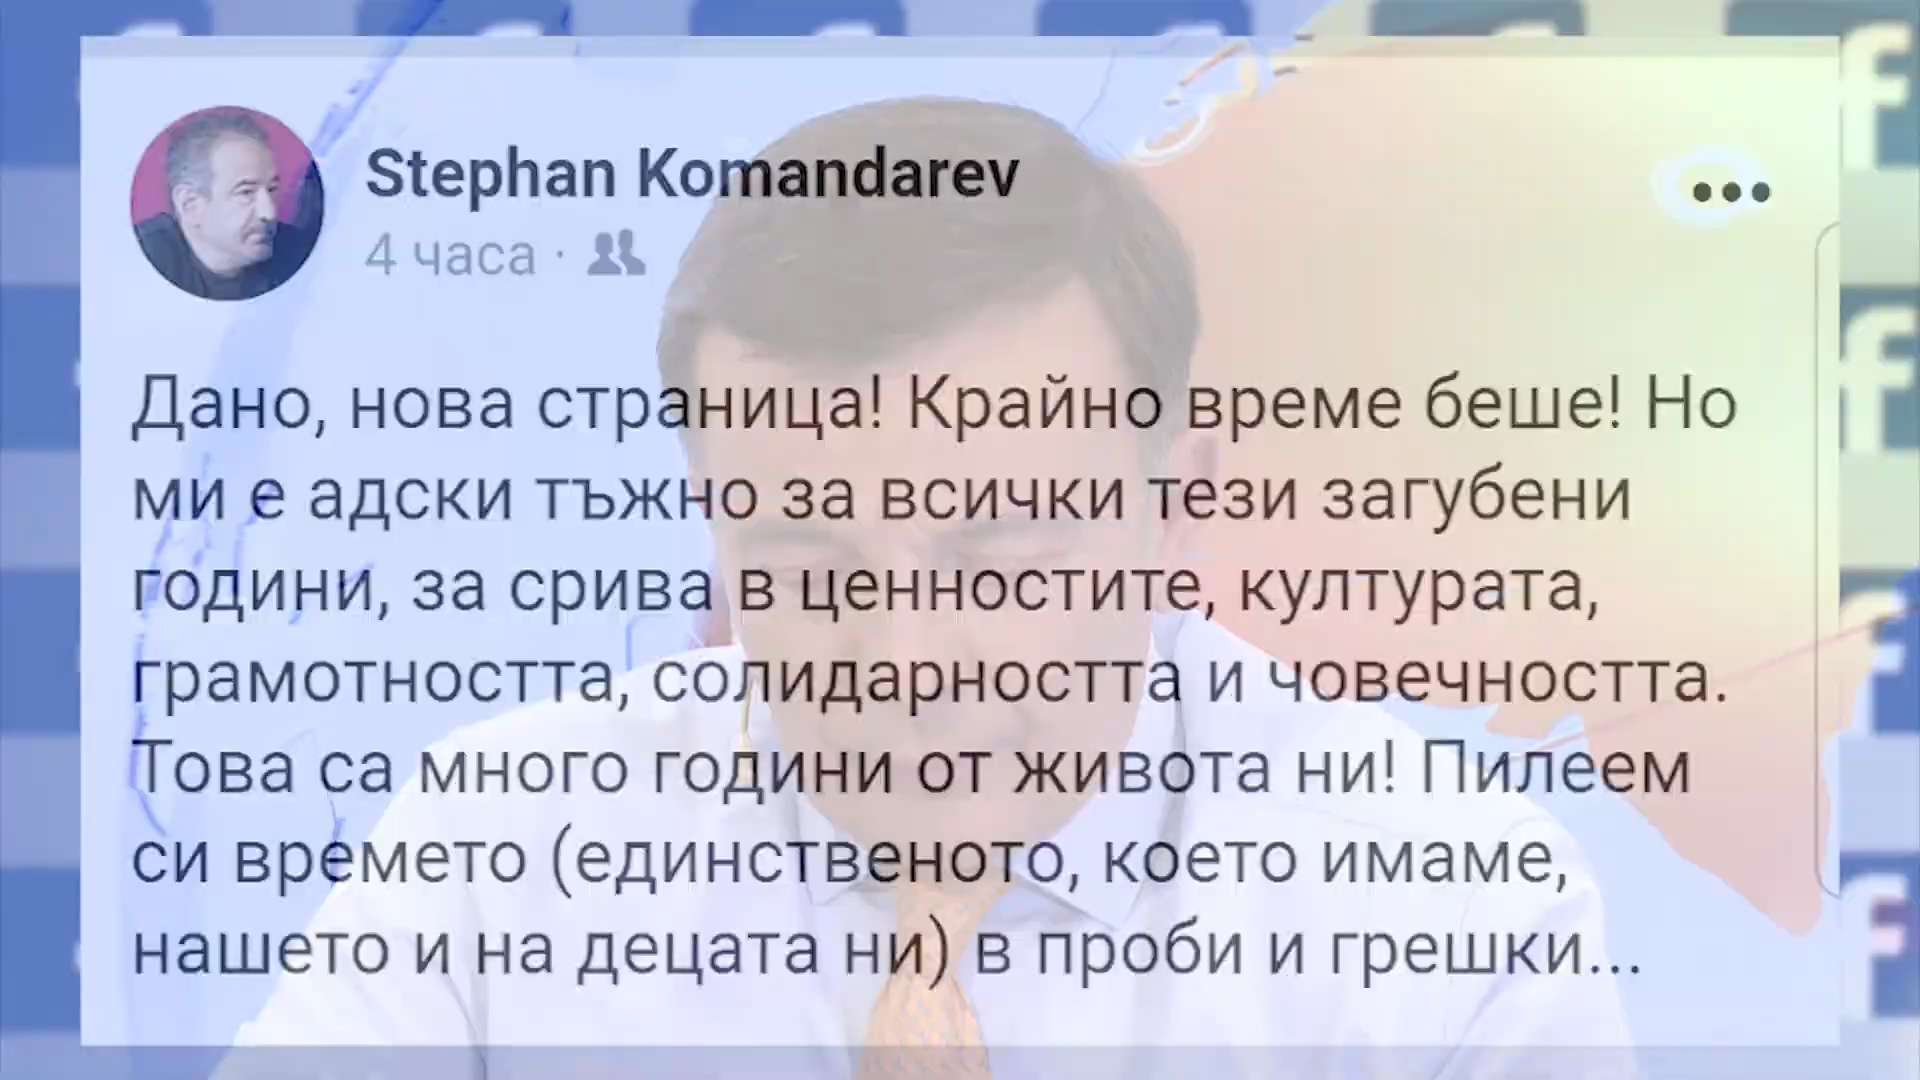 Stephan Komandarev
4 часа ·
Дано, нова страница! Крайно време беше! Но
ми е адски тъжно за всички тези загубени
години, за срива в ценностите, културата,
грамотността, солидарността и човечността.
Това са много години от живота ни! Пилеем
си времето (единственото, което имаме,
нашето и на децата ни) в проби и грешки...